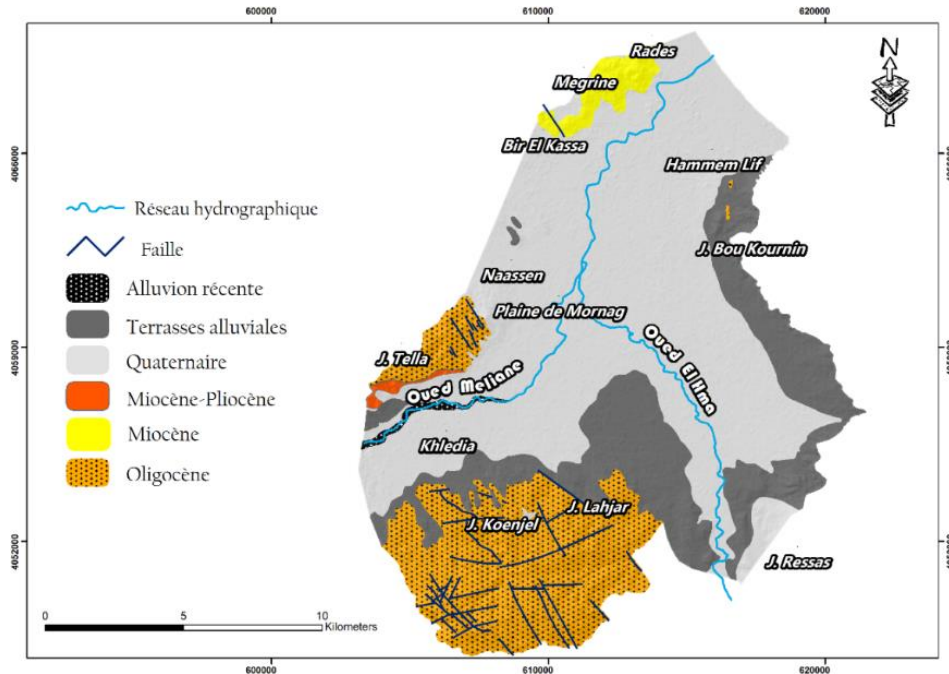 600000
610000
620000
N
Rades
Megrine
Bir El Kassa
4066000
Hammem Lif
Réseau hydrographique
Faille
J. Bou Kournin
Alluvion récente
Naassen
Plaine de Mornag
Terrasses alluviales
Quaternaire
4059000
J. Tella
Oued Meliane
Oued El Hma
Miocène-Pliocène
Miocène
Khledia
Oligocène
J. Lahjar
J. Koenjel
4052000
J. Ressas
0
5
10
Kilometers
600000
610000
620000